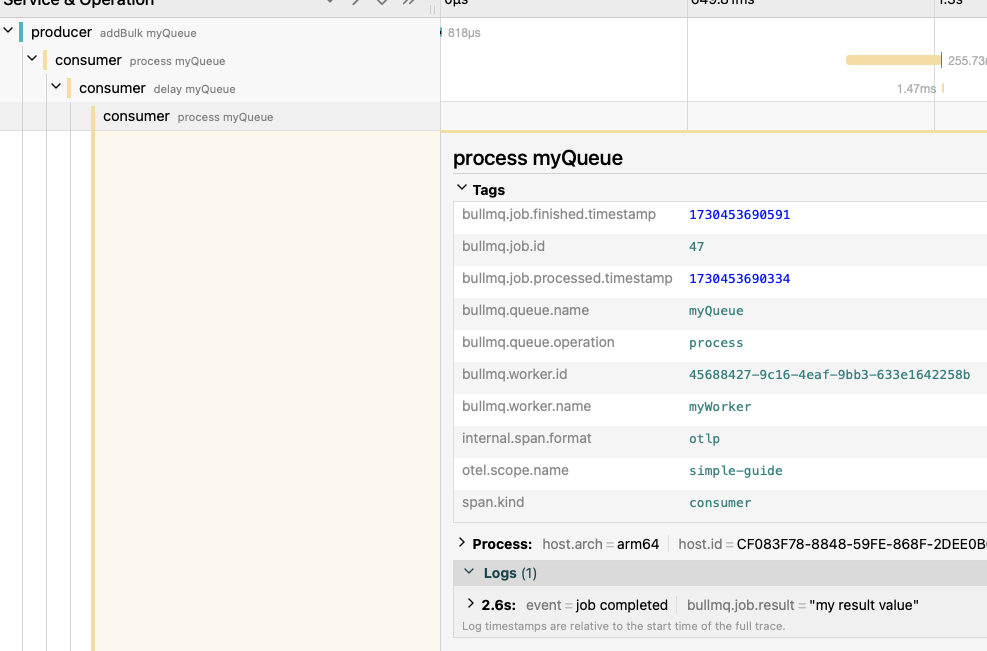 Service & Operation 0μs 649.81ms 1.3s
producer addBulk myQueue 818μs
consumer process myQueue 255.73
consumer delay myQueue 1.47ms
consumer process myQueue
process myQueue
Tags
bullmq.job.finished.timestamp 1730453690591
bullmq.job.id 47
bullmq.job.processed.timestamp 1730453690334
bullmq.queue.name myQueue
bullmq.queue.operation process
bullmq.worker.id 45688427-9c16-4eaf-9bb3-633e1642258b
bullmq.worker.name myWorker
internal.span.format otlp
otel.scope.name simple-guide
span.kind consumer
Process: host.arch = arm64 host.id = CF083F78-8848-59FE-868F-2DEE0B
Logs (1)
2.6s: event = job completed bullmq.job.result = "my result value"
Log timestamps are relative to the start time of the full trace.